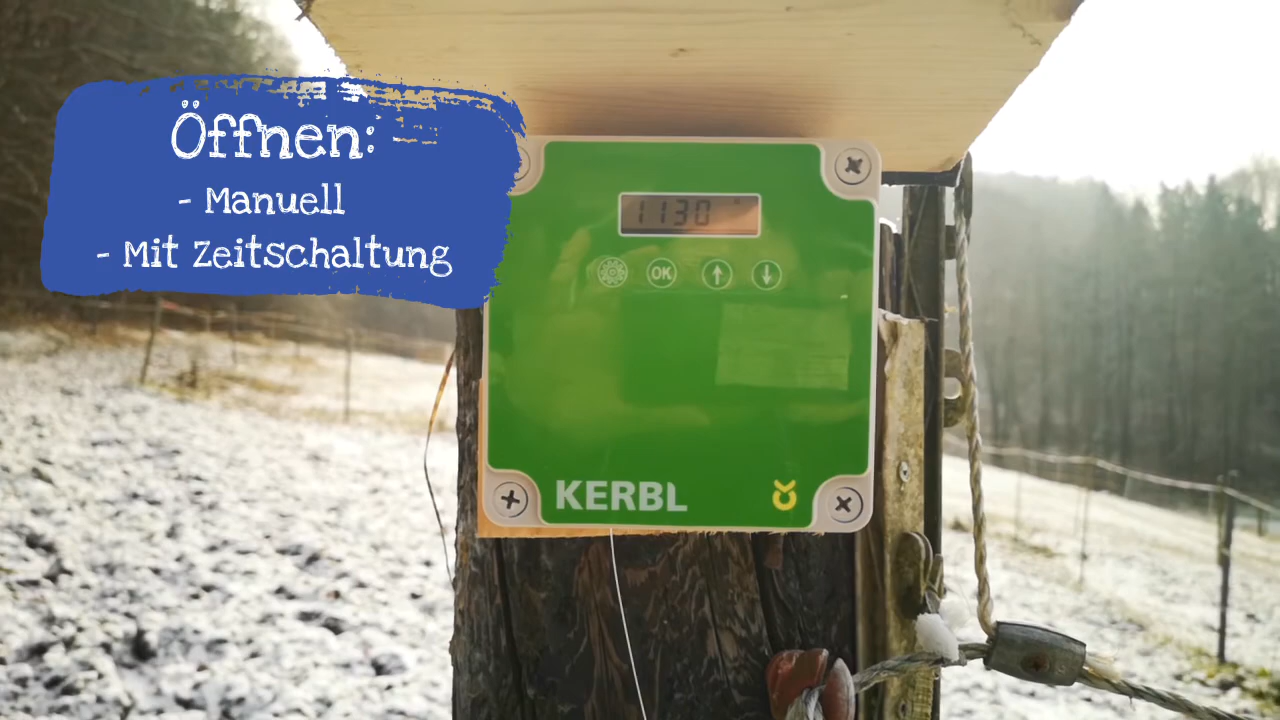 Öffnen:
- Manuell
- Mit Zeitschaltung
1130
OK
KERBL